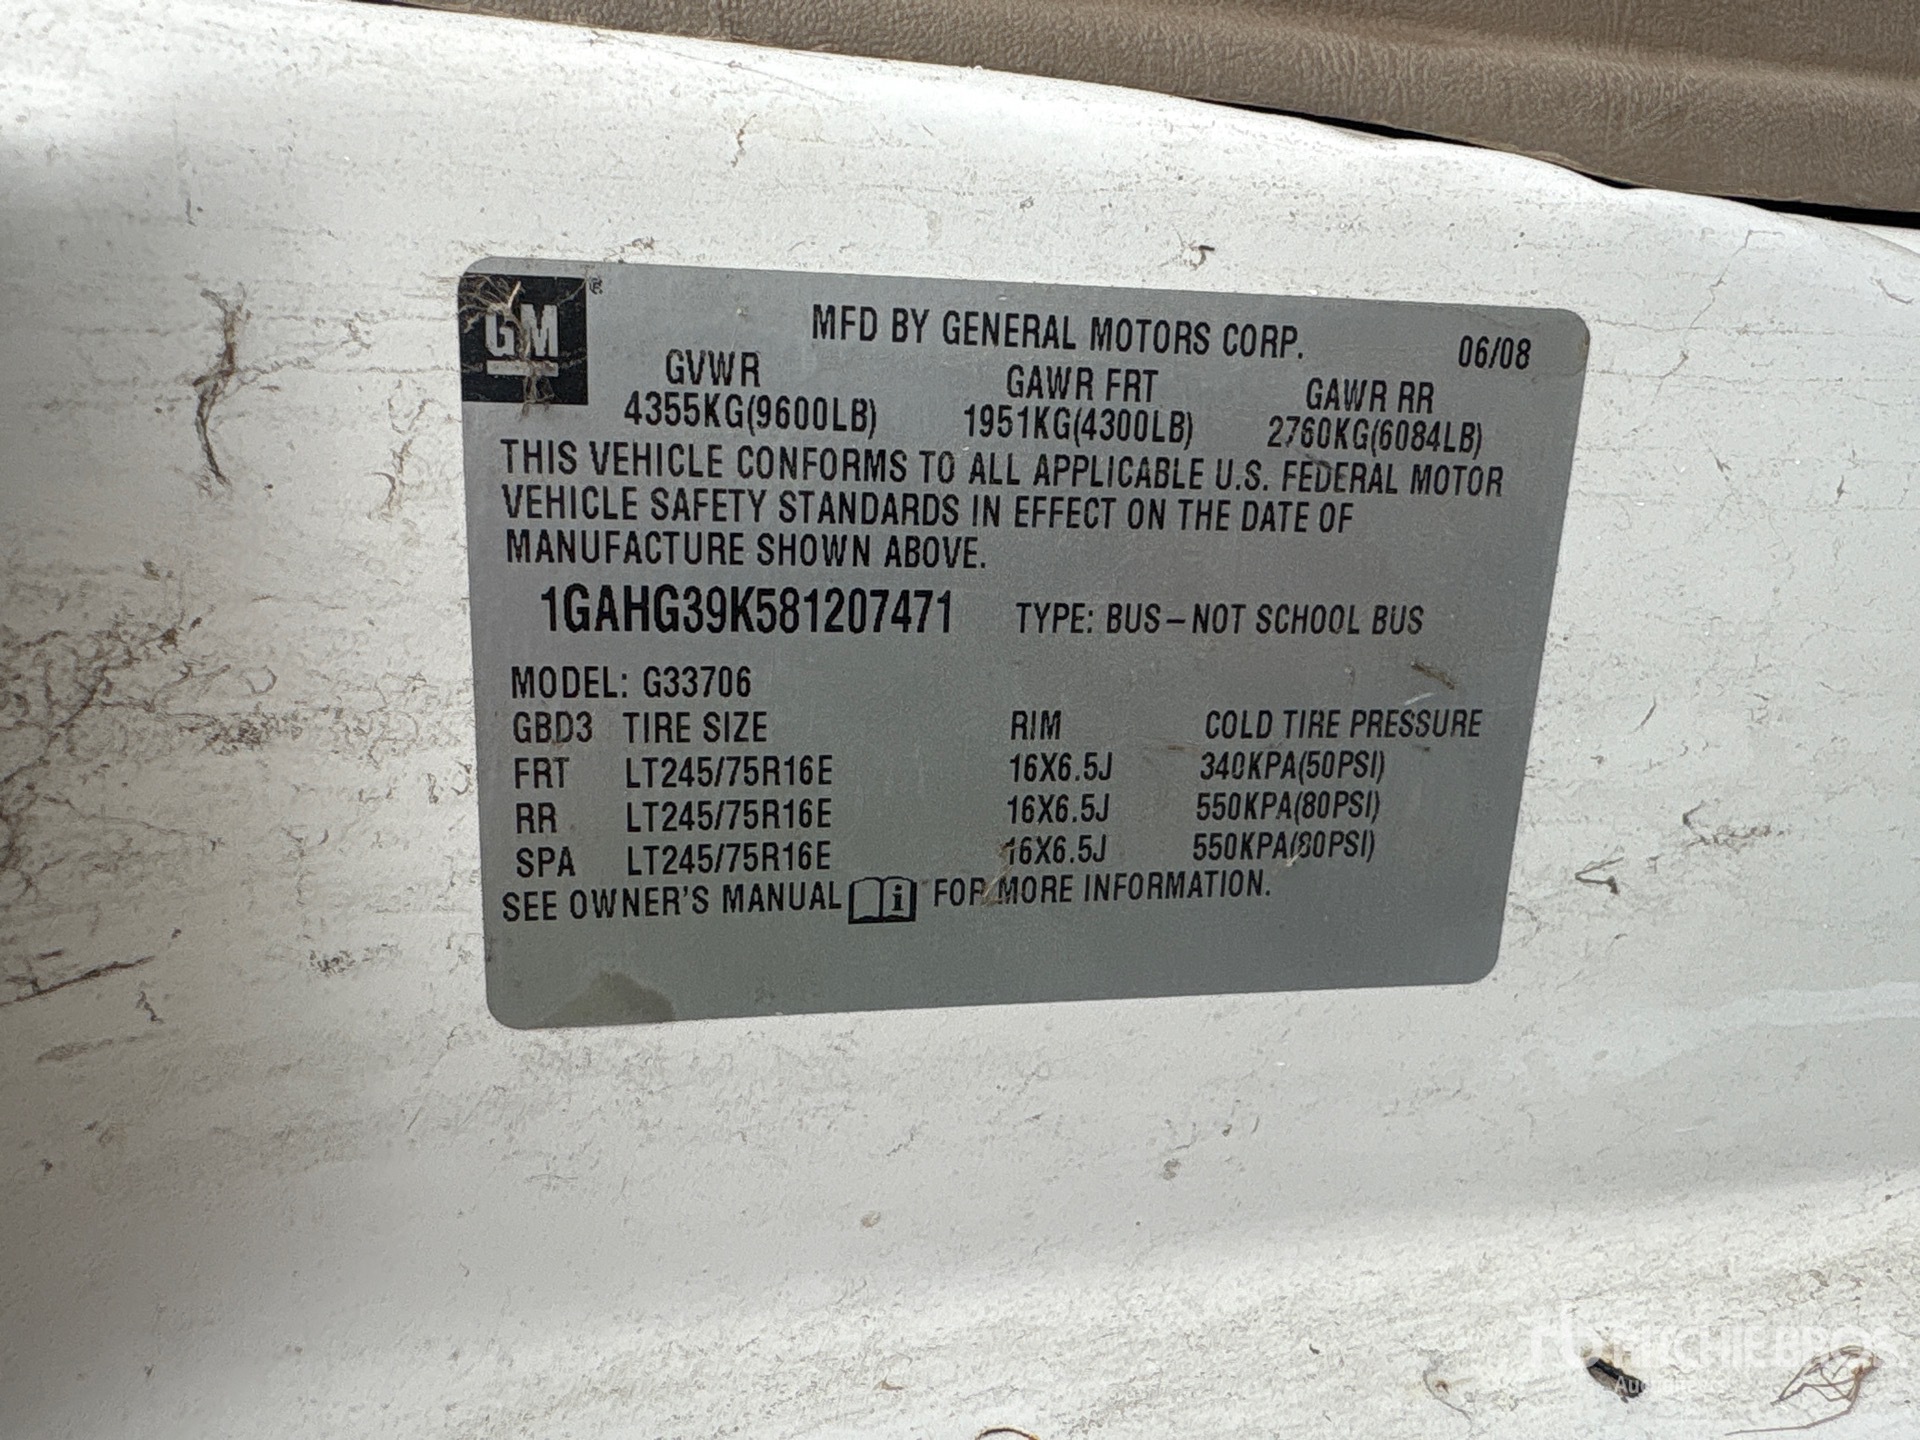 GM
MFD BY GENERAL MOTORS CORP. 06/08
GVWR GAWR FRT GAWR RR
4355KG(9600LB) 1951KG(4300LB) 2760KG(6084LB)
THIS VEHICLE CONFORMS TO ALL APPLICABLE U.S. FEDERAL MOTOR
VEHICLE SAFETY STANDARDS IN EFFECT ON THE DATE OF
MANUFACTURE SHOWN ABOVE.
1GAHG39K581207471 TYPE: BUS-NOT SCHOOL BUS
MODEL: G33706
GBD3 TIRE SIZE RIM COLD TIRE PRESSURE
FRT LT245/75R16E 16X6.5J 340KPA(50PSI)
RR LT245/75R16E 16X6.5J 550KPA(80PSI)
SPA LT245/75R16E 16X6.5J 550KPA(80PSI)
SEE OWNER'S MANUAL i FOR MORE INFORMATION.
RITCHIE BROS